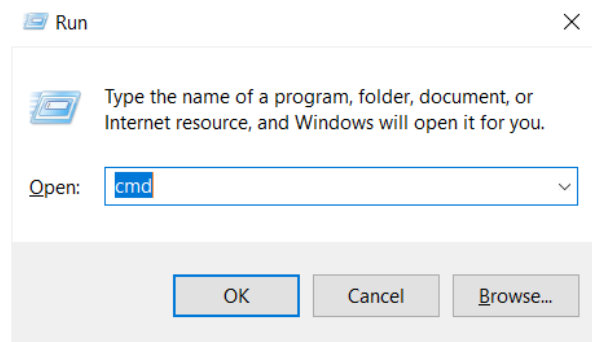 Run
Type the name of a program, folder, document, or
Internet resource, and Windows will open it for you.
Open: cmd
OK Cancel Browse...